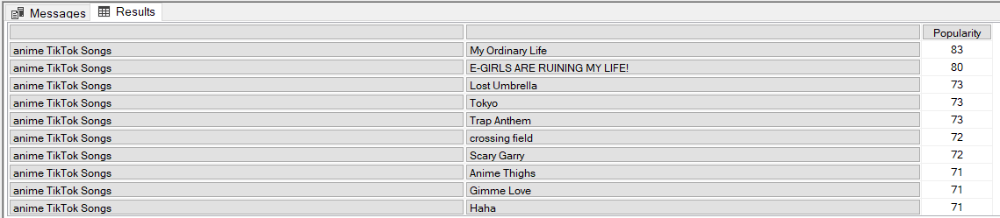 Messages Results
Popularity
anime TikTok Songs My Ordinary Life 83
anime TikTok Songs E-GIRLS ARE RUINING MY LIFE! 80
anime TikTok Songs Lost Umbrella 73
anime TikTok Songs Tokyo 73
anime TikTok Songs Trap Anthem 73
anime TikTok Songs crossing field 72
anime TikTok Songs Scary Garry 72
anime TikTok Songs Anime Thighs 71
anime TikTok Songs Gimme Love 71
anime TikTok Songs Haha 71